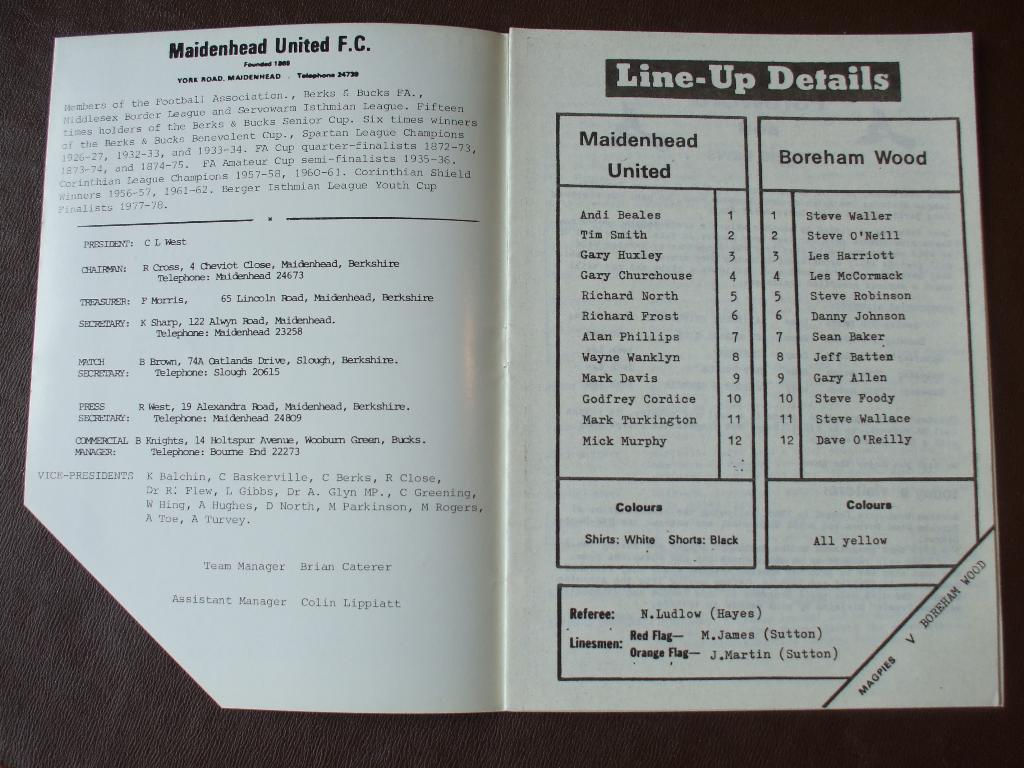 Maidenhead United F.C.
Founded 1869
YORK ROAD, MAIDENHEAD . Telephone 24739
Members of the Football Association., Berks & Bucks FA.,
Middlesex Border League and Servowarm Isthmian League. Fifteen
times holders of the Berks & Bucks Senior Cup. Six times winners
of the Berks & Bucks Benevolent Cup., Spartan League Champions
1926-27, 1932-33, and 1933-34. FA Cup quarter-finalists 1872-73,
1873-74, and 1874-75. FA Amateur Cup semi-finalists 1935-36.
Corinthian League Champions 1957-58, 1960-61. Corinthian Shield
Winners 1956-57, 1961-62. Berger Isthmian League Youth Cup
Finalists 1977-78.
PRESIDENT: C L West
CHAIRMAN: R Cross, 4 Cheviot Close, Maidenhead, Berkshire
Telephone: Maidenhead 24673
TREASURER: F Morris, 65 Lincoln Road, Maidenhead, Berkshire
SECRETARY: K Sharp, 122 Alwyn Road, Maidenhead.
Telephone: Maidenhead 23258
MATCH B Brown, 74A Oatlands Drive, Slough, Berkshire.
SECRETARY: Telephone: Slough 20615
PRESS R West, 19 Alexandra Road, Maidenhead, Berkshire.
SECRETARY: Telephone: Maidenhead 24809
COMMERCIAL B Knights, 14 Holtspur Avenue, Wooburn Green, Bucks.
MANAGER: Telephone: Bourne End 22273
VICE-PRESIDENTS K Balchin, C Baskerville, C Berks, R Close,
Dr R: Flew, L Gibbs, Dr A. Glyn MP., C Greening,
W Hing, A Hughes, D North, M Parkinson, M Rogers,
A Toe, A Turvey.
Team Manager Brian Caterer
Assistant Manager Colin Lippiatt
Line-Up Details
Maidenhead
United
Andi Beales 1
Tim Smith 2
Gary Huxley 3
Gary Churchouse 4
Richard North 5
Richard Frost 6
Alan Phillips 7
Wayne Wanklyn 8
Mark Davis 9
Godfrey Cordice 10
Mark Turkington 11
Mick Murphy 12
Colours
Shirts: White Shorts: Black
Boreham Wood
1 Steve Waller
2 Steve O'Neill
3 Les Harriott
4 Les McCormack
5 Steve Robinson
6 Danny Johnson
7 Sean Baker
8 Jeff Batten
9 Gary Allen
10 Steve Foody
11 Steve Wallace
12 Dave O'Reilly
Colours
All yellow
Referee: N.Ludlow (Hayes)
Linesmen: Red Flag— M.James (Sutton)
Orange Flag— J.Martin (Sutton)
MAGPIES V BOREHAM WOOD